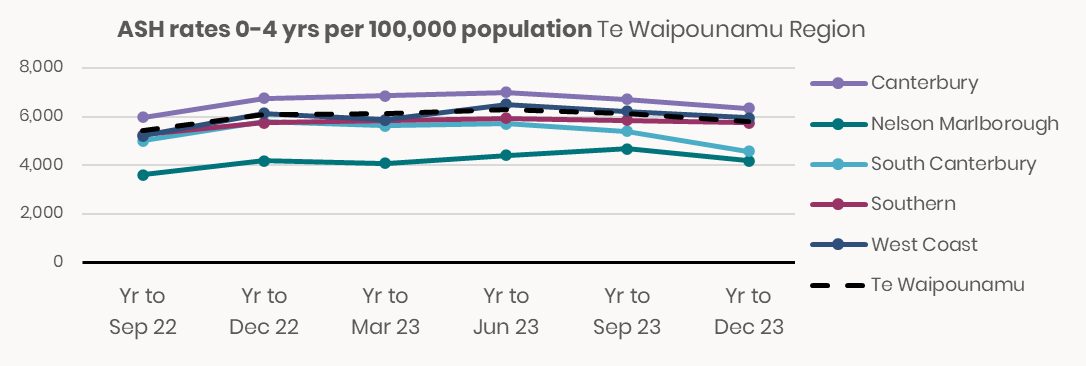 ASH rates 0-4 yrs per 100,000 population Te Waipounamu Region
8,000
6,000
4,000
2,000
0
Yr to Sep 22
Yr to Dec 22
Yr to Mar 23
Yr to Jun 23
Yr to Sep 23
Yr to Dec 23
Canterbury
Nelson Marlborough
South Canterbury
Southern
West Coast
Te Waipounamu